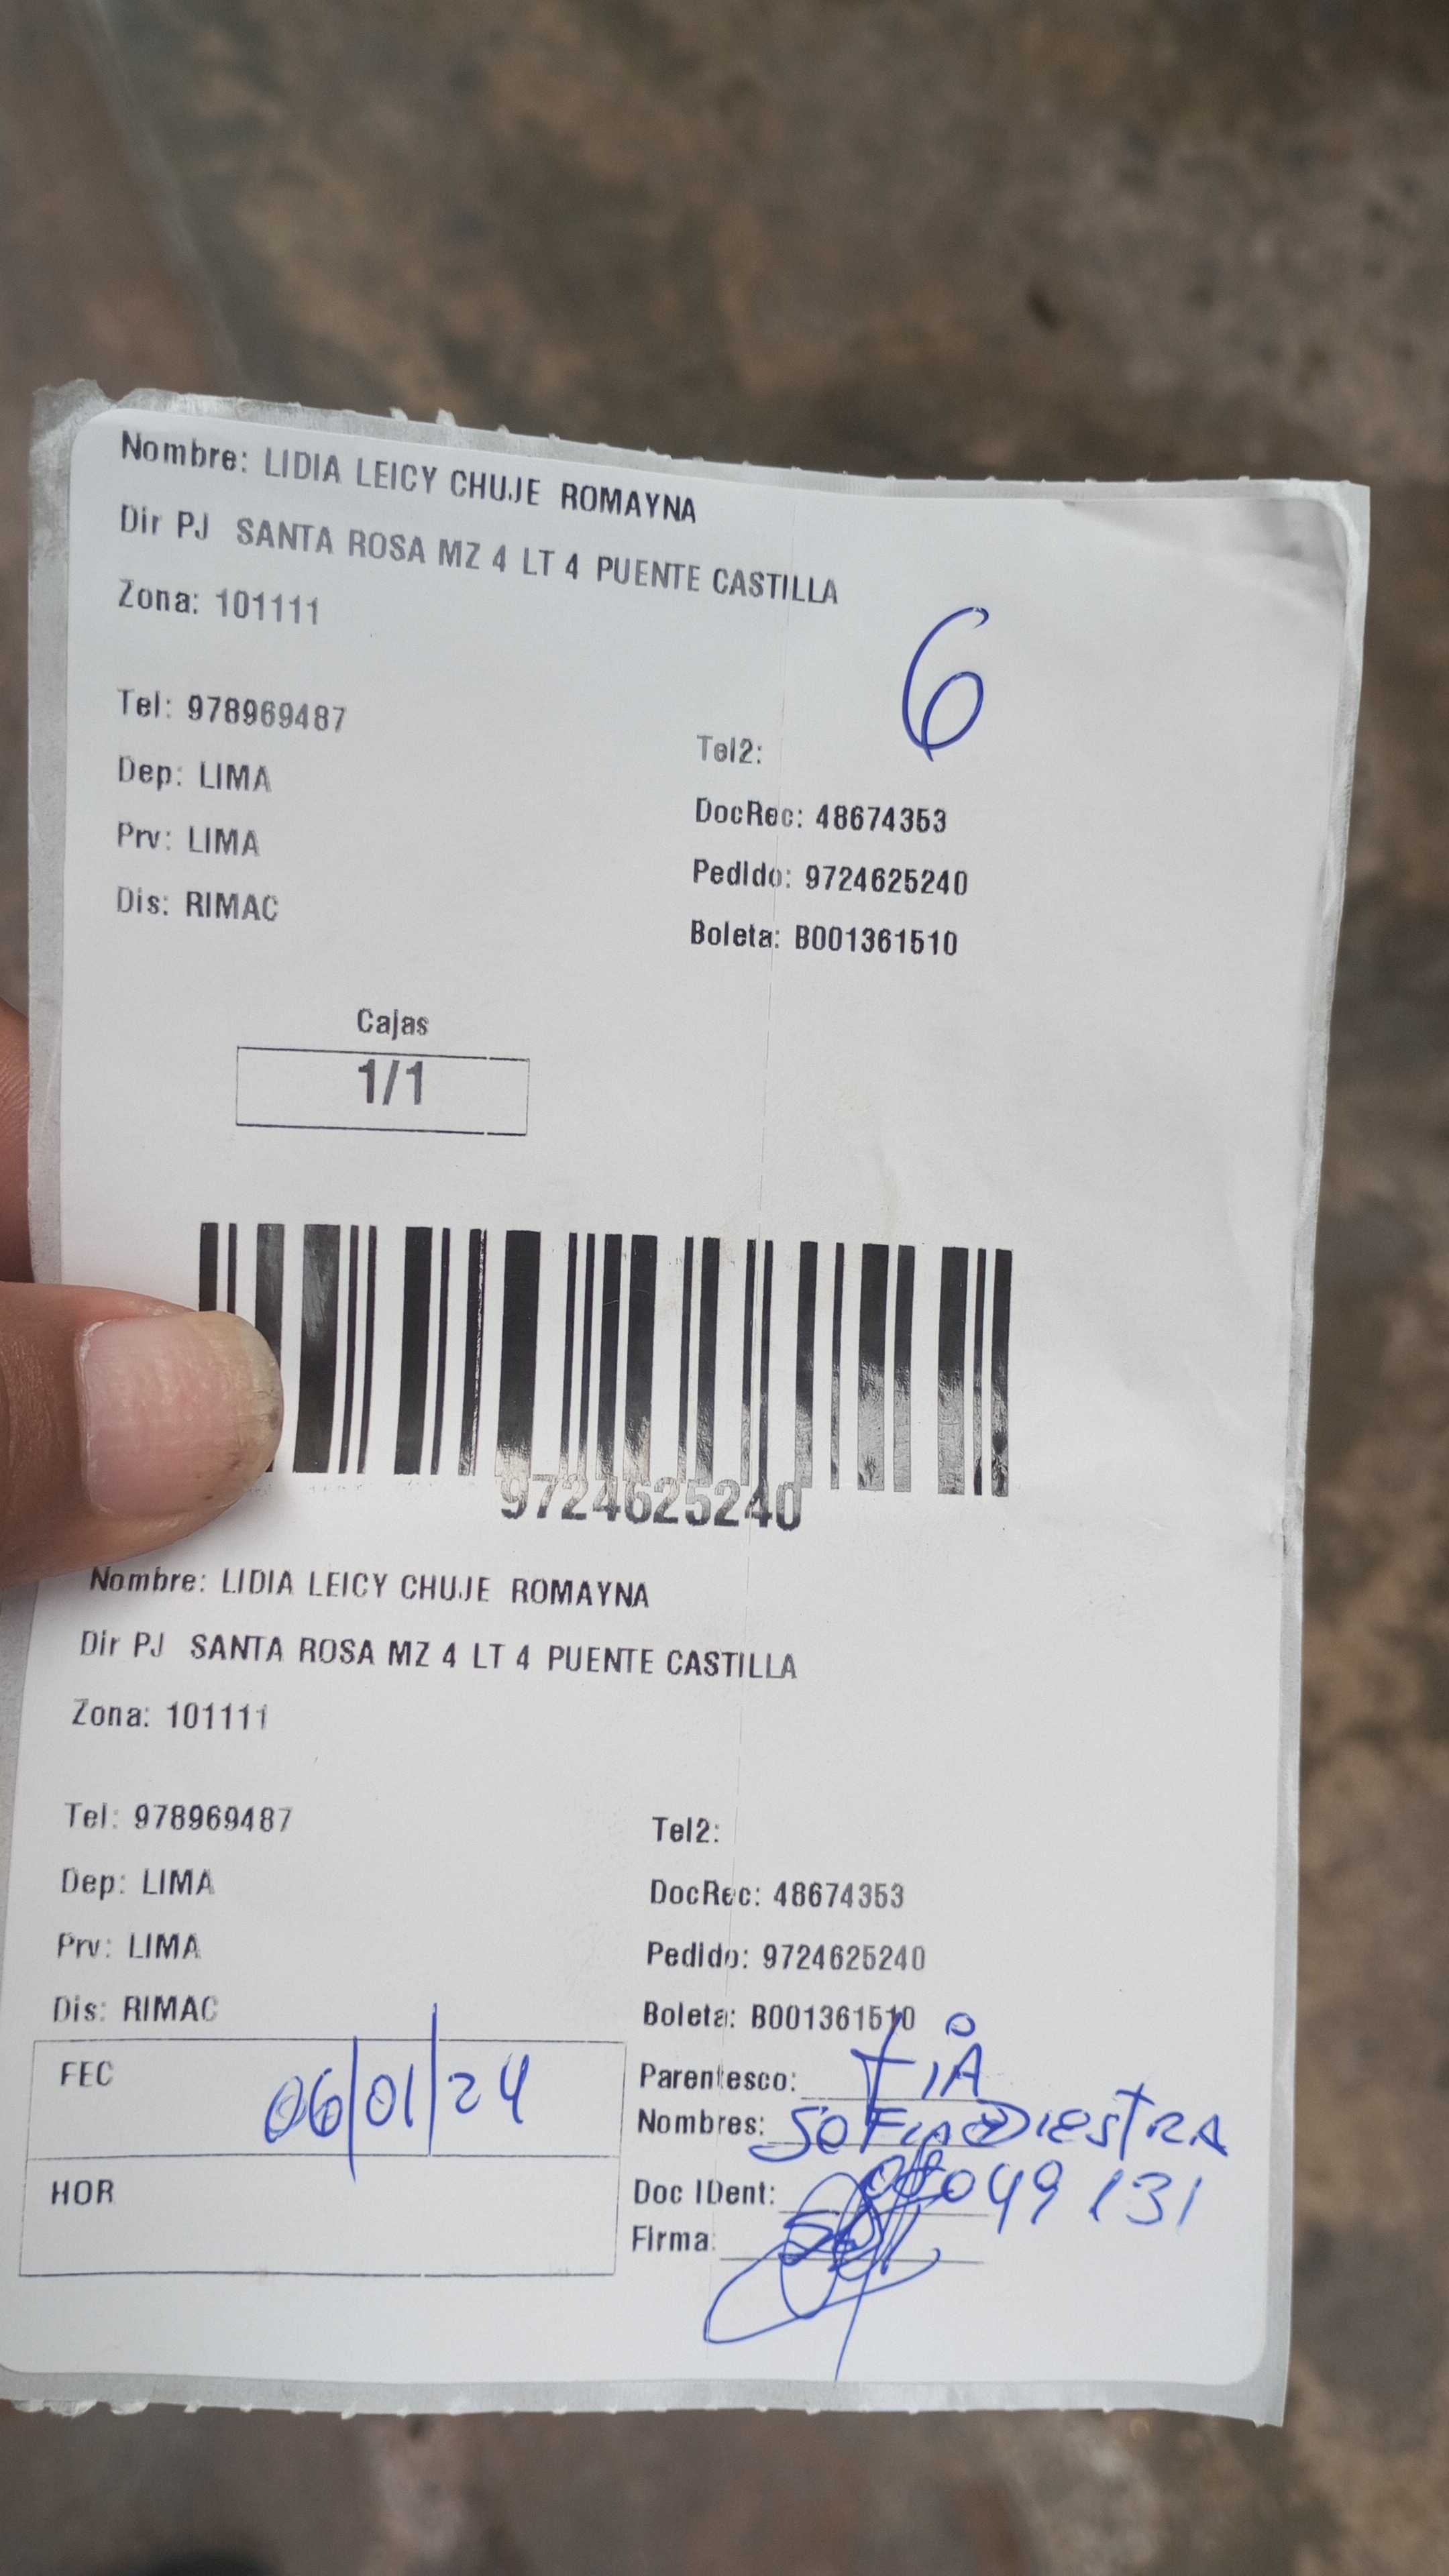 Nombre: LIDIA LEICY CHUJE ROMAYNA
Dir PJ SANTA ROSA MZ 4 LT 4 PUENTE CASTILLA
Zona: 101111
6
Tel: 978969487
Tel2:
Dep: LIMA
DocRec: 48674353
Prv: LIMA
Pedido: 9724625240
Dis: RIMAC
Boleta: B001361510
Cajas
1/1
9724625240
Nombre: LIDIA LEICY CHUJE ROMAYNA
Dir PJ SANTA ROSA MZ 4 LT 4 PUENTE CASTILLA
Zona: 101111
Tel: 978969487
Tel2:
Dep: LIMA
DocRec: 48674353
Prv: LIMA
Pedido: 9724625240
Dis: RIMAC
Boleta: B001361510
FEC 06/01/24
Parentesco: TIA
Nombres: SOFIA DIESTRA
HOR
Doc IDent:
Firma: